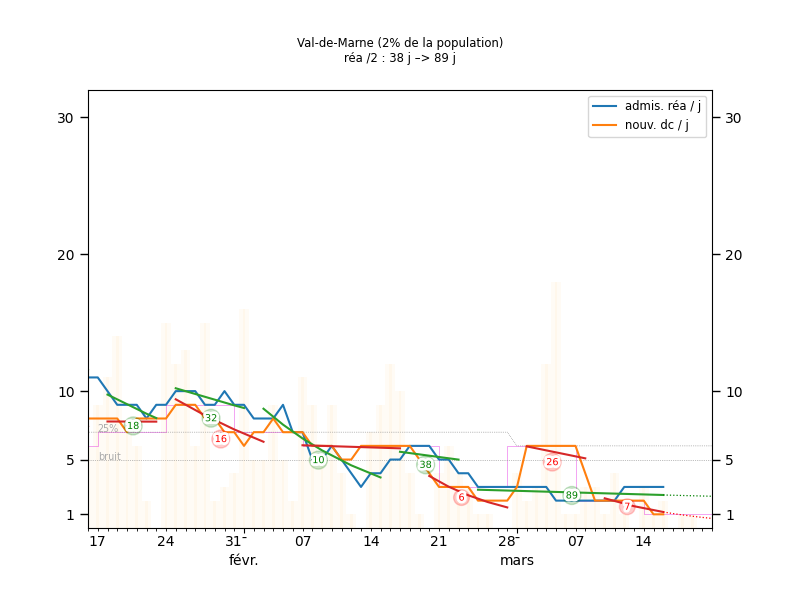 Val-de-Marne (2% de la population)
réa /2 : 38 j –> 89 j
admis. réa / j
nouv. dc / j
30 30
20 20
10 10
5 5
1 1
25%
bruit
18
32
16
10
38
6
26
89
7
17 24 31 07 14 21 28 07 14
févr. mars